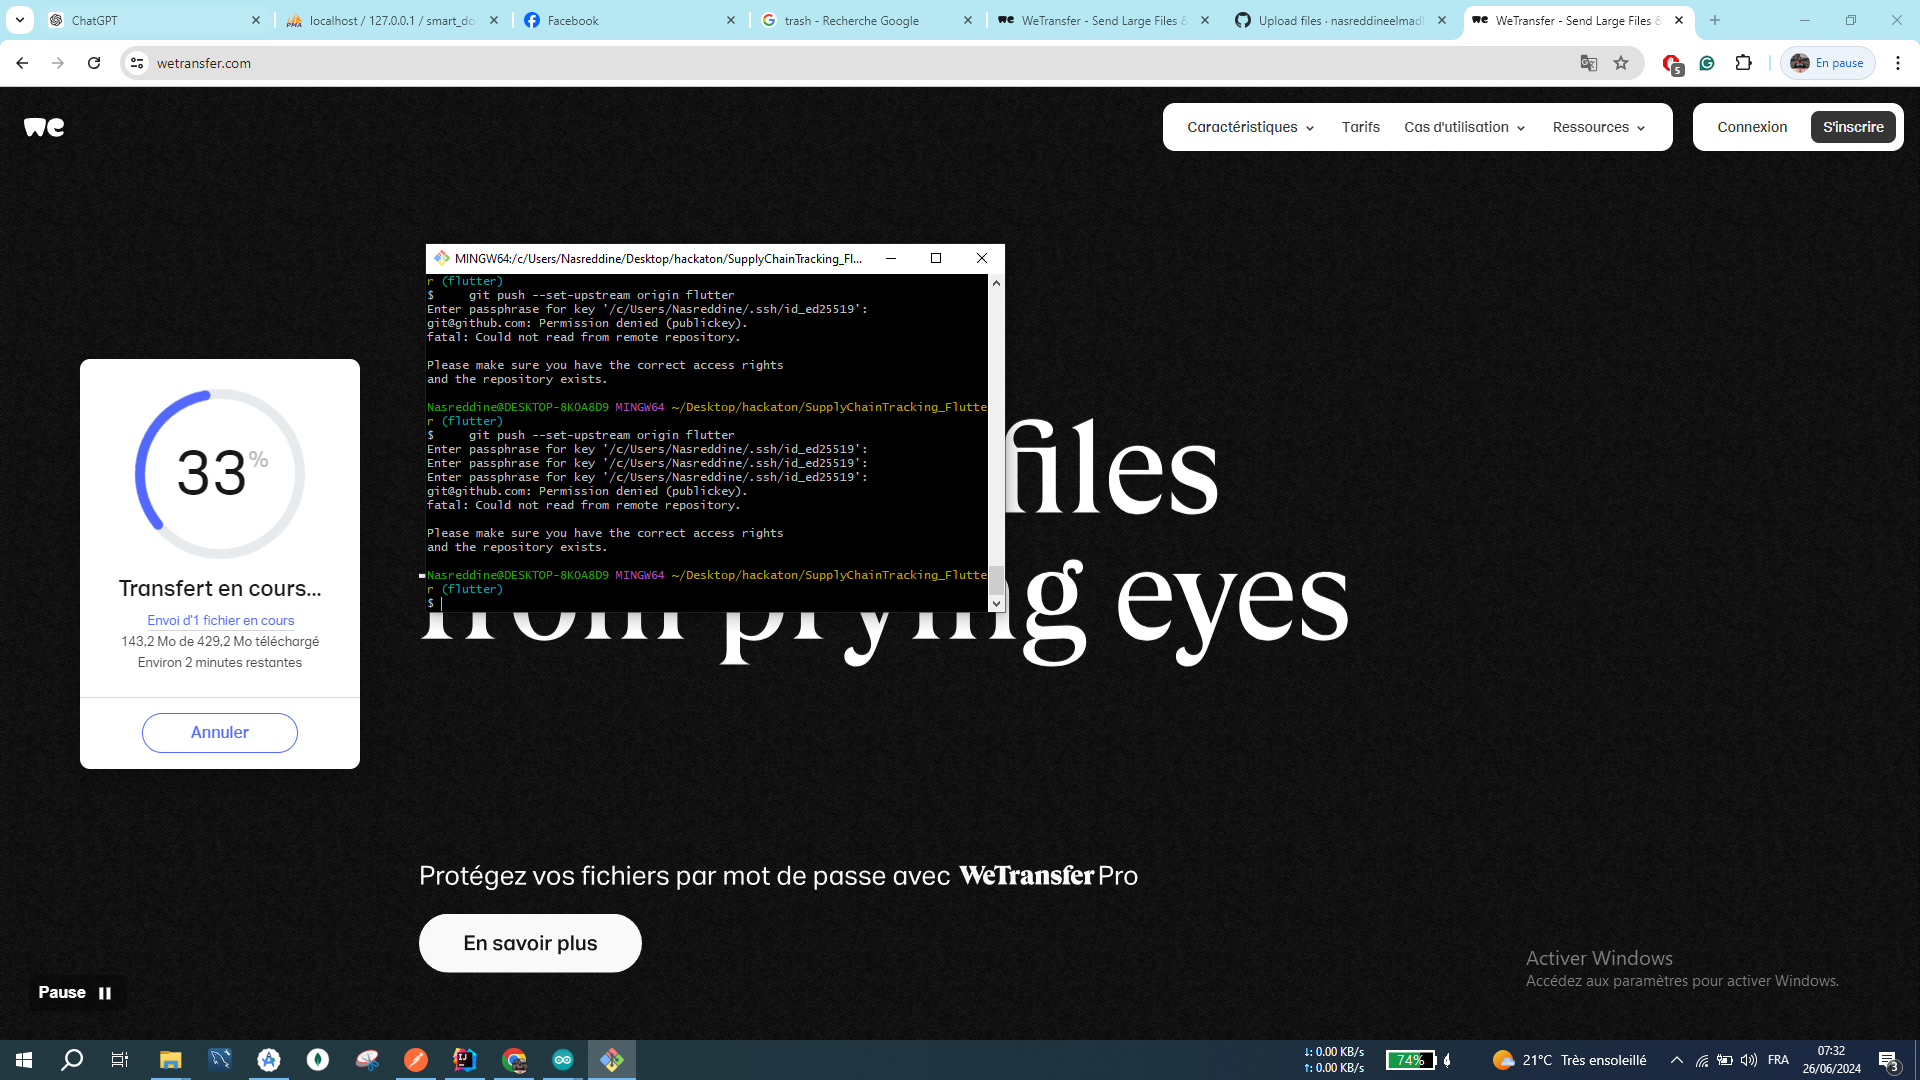 ChatGPT
localhost / 127.0.0.1 / smart_do
Facebook
trash - Recherche Google
WeTransfer - Send Large Files &
Upload files · nasreddineelmad
WeTransfer - Send Large Files &
wetransfer.com
5
En pause
we
Caractéristiques
Tarifs
Cas d'utilisation
Ressources
Connexion
S'inscrire
MINGW64:/c/Users/Nasreddine/Desktop/hackaton/SupplyChainTracking_Fl...
r (flutter)
$ git push --set-upstream origin flutter
Enter passphrase for key '/c/Users/Nasreddine/.ssh/id_ed25519':
git@github.com: Permission denied (publickey).
fatal: Could not read from remote repository.
Please make sure you have the correct access rights
and the repository exists.
Nasreddine@DESKTOP-8KOA8D9 MINGW64 ~/Desktop/hackaton/SupplyChainTracking_Flutte
r (flutter)
$ git push --set-upstream origin flutter
Enter passphrase for key '/c/Users/Nasreddine/.ssh/id_ed25519':
Enter passphrase for key '/c/Users/Nasreddine/.ssh/id_ed25519':
Enter passphrase for key '/c/Users/Nasreddine/.ssh/id_ed25519':
git@github.com: Permission denied (publickey).
fatal: Could not read from remote repository.
Please make sure you have the correct access rights
and the repository exists.
Nasreddine@DESKTOP-8KOA8D9 MINGW64 ~/Desktop/hackaton/SupplyChainTracking_Flutte
r (flutter)
$
files
from prying eyes
33%
Transfert en cours...
Envoi d'1 fichier en cours
143,2 Mo de 429,2 Mo téléchargé
Environ 2 minutes restantes
Annuler
Protégez vos fichiers par mot de passe avec WeTransfer Pro
En savoir plus
Pause
Activer Windows
Accédez aux paramètres pour activer Windows.
↓: 0.00 KB/s
↑: 0.00 KB/s
74%
21°C Très ensoleillé
FRA
07:32
26/06/2024
3